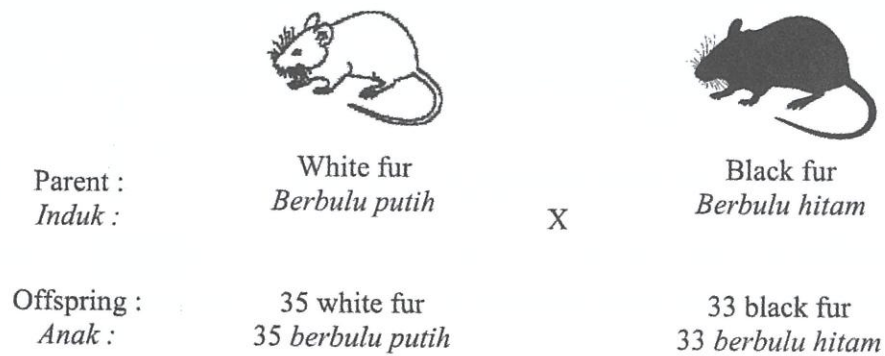 White fur
Berbulu putih
Black fur
Berbulu hitam
Parent :
Induk :
X
Offspring :
Anak :
35 white fur
35 berbulu putih
33 black fur
33 berbulu hitam